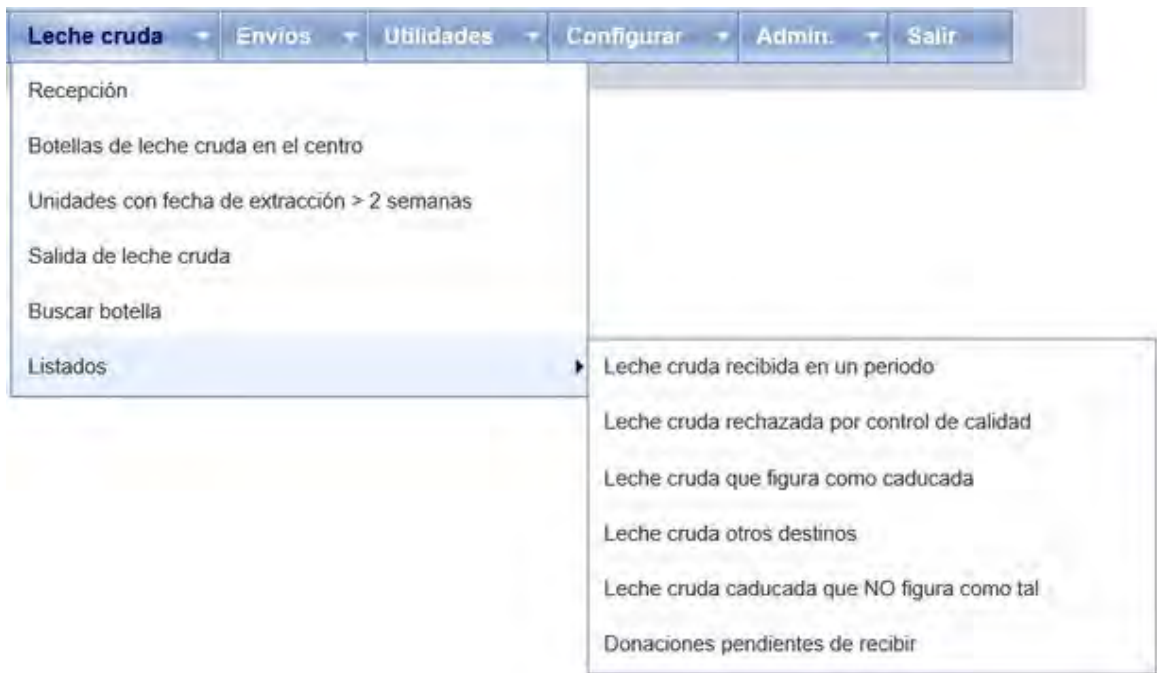 Leche cruda Envíos Utilidades Configurar Admin. Salir
Recepción
Botellas de leche cruda en el centro
Unidades con fecha de extracción > 2 semanas
Salida de leche cruda
Buscar botella
Listados
Leche cruda recibida en un periodo
Leche cruda rechazada por control de calidad
Leche cruda que figura como caducada
Leche cruda otros destinos
Leche cruda caducada que NO figura como tal
Donaciones pendientes de recibir